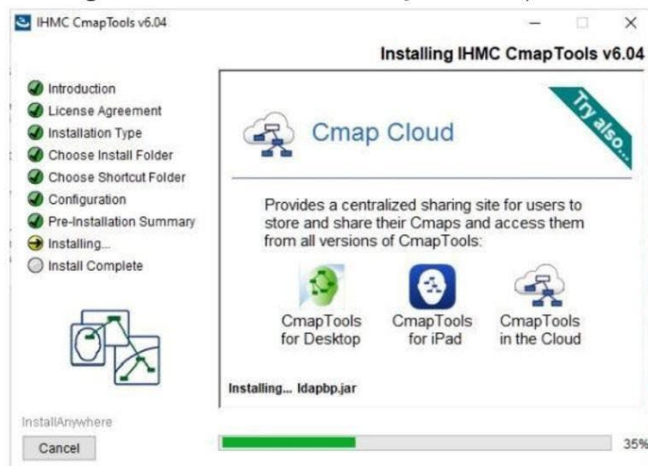 IHMC CmapTools v6.04
Installing IHMC CmapTools v6.04
Introduction
License Agreement
Installation Type
Choose Install Folder
Choose Shortcut Folder
Configuration
Pre-Installation Summary
Installing...
Install Complete
Try also...
Cmap Cloud
Provides a centralized sharing site for users to
store and share their Cmaps and access them
from all versions of CmapTools:
CmapTools
for Desktop
CmapTools
for iPad
CmapTools
in the Cloud
Installing... ldapbp.jar
InstallAnywhere
Cancel
35%